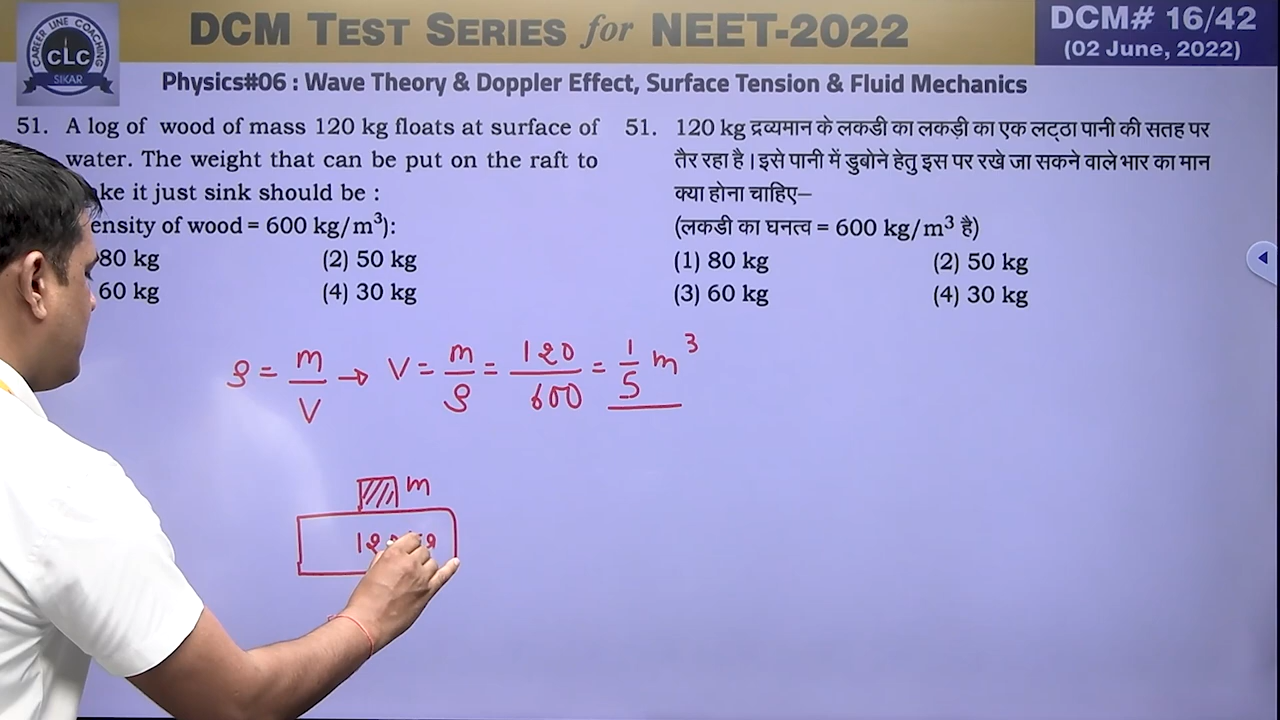 DCM TEST SERIES for NEET-2022
DCM# 16/42
(02 June, 2022)
CAREER LINE COACHING
CLC
SIKAR
Physics#06 : Wave Theory & Doppler Effect, Surface Tension & Fluid Mechanics
51. A log of wood of mass 120 kg floats at surface of
water. The weight that can be put on the raft to
ke it just sink should be :
ensity of wood = 600 kg/m³):
80 kg (2) 50 kg
60 kg (4) 30 kg
51. 120 kg द्रव्यमान के लकडी का लकड़ी का एक लट्ठा पानी की सतह पर
तैर रहा है। इसे पानी में डुबोने हेतु इस पर रखे जा सकने वाले भार का मान
क्या होना चाहिए–
(लकडी का घनत्व = 600 kg/m³ है)
(1) 80 kg (2) 50 kg
(3) 60 kg (4) 30 kg
ρ = m/V → V = m/ρ = 120/600 = 1/5 m³
m